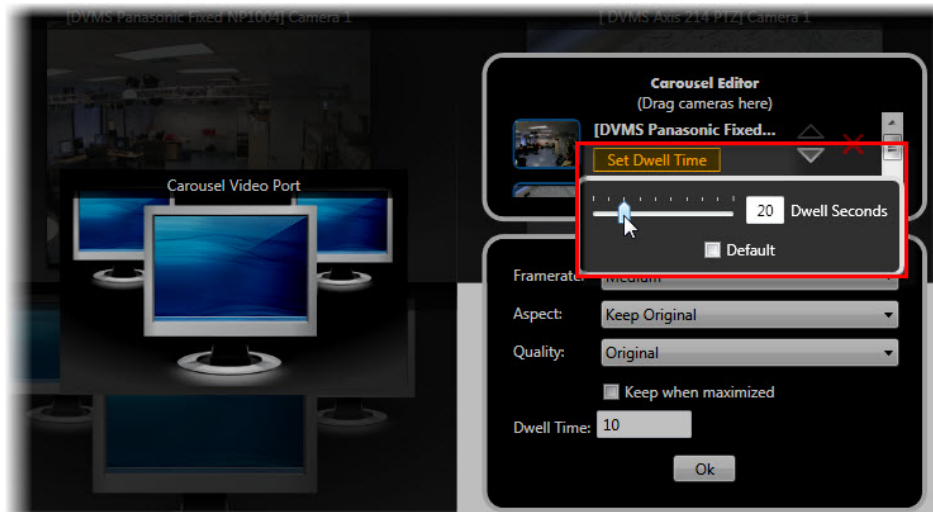 [DVMS Panasonic Fixed NP1004] Camera 1
[ DVMS Axis 214 PTZ] Camera 1
Carousel Editor
(Drag cameras here)
[DVMS Panasonic Fixed...
Set Dwell Time
Carousel Video Port
20 Dwell Seconds
Default
Framerate: Medium
Aspect: Keep Original
Quality: Original
Keep when maximized
Dwell Time: 10
Ok